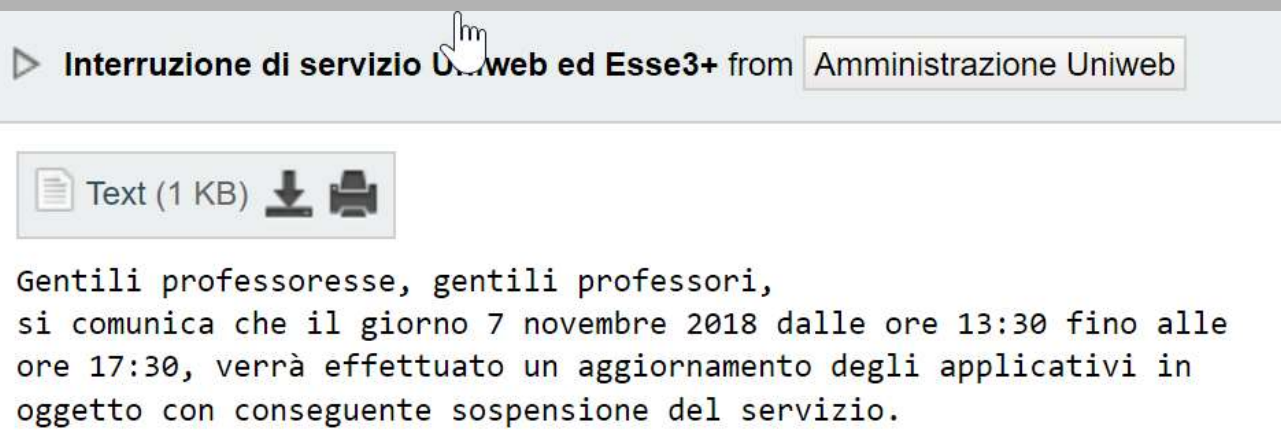 Interruzione di servizio Uniweb ed Esse3+ from Amministrazione Uniweb
Text (1 KB)
Gentili professoresse, gentili professori,
si comunica che il giorno 7 novembre 2018 dalle ore 13:30 fino alle
ore 17:30, verrà effettuato un aggiornamento degli applicativi in
oggetto con conseguente sospensione del servizio.